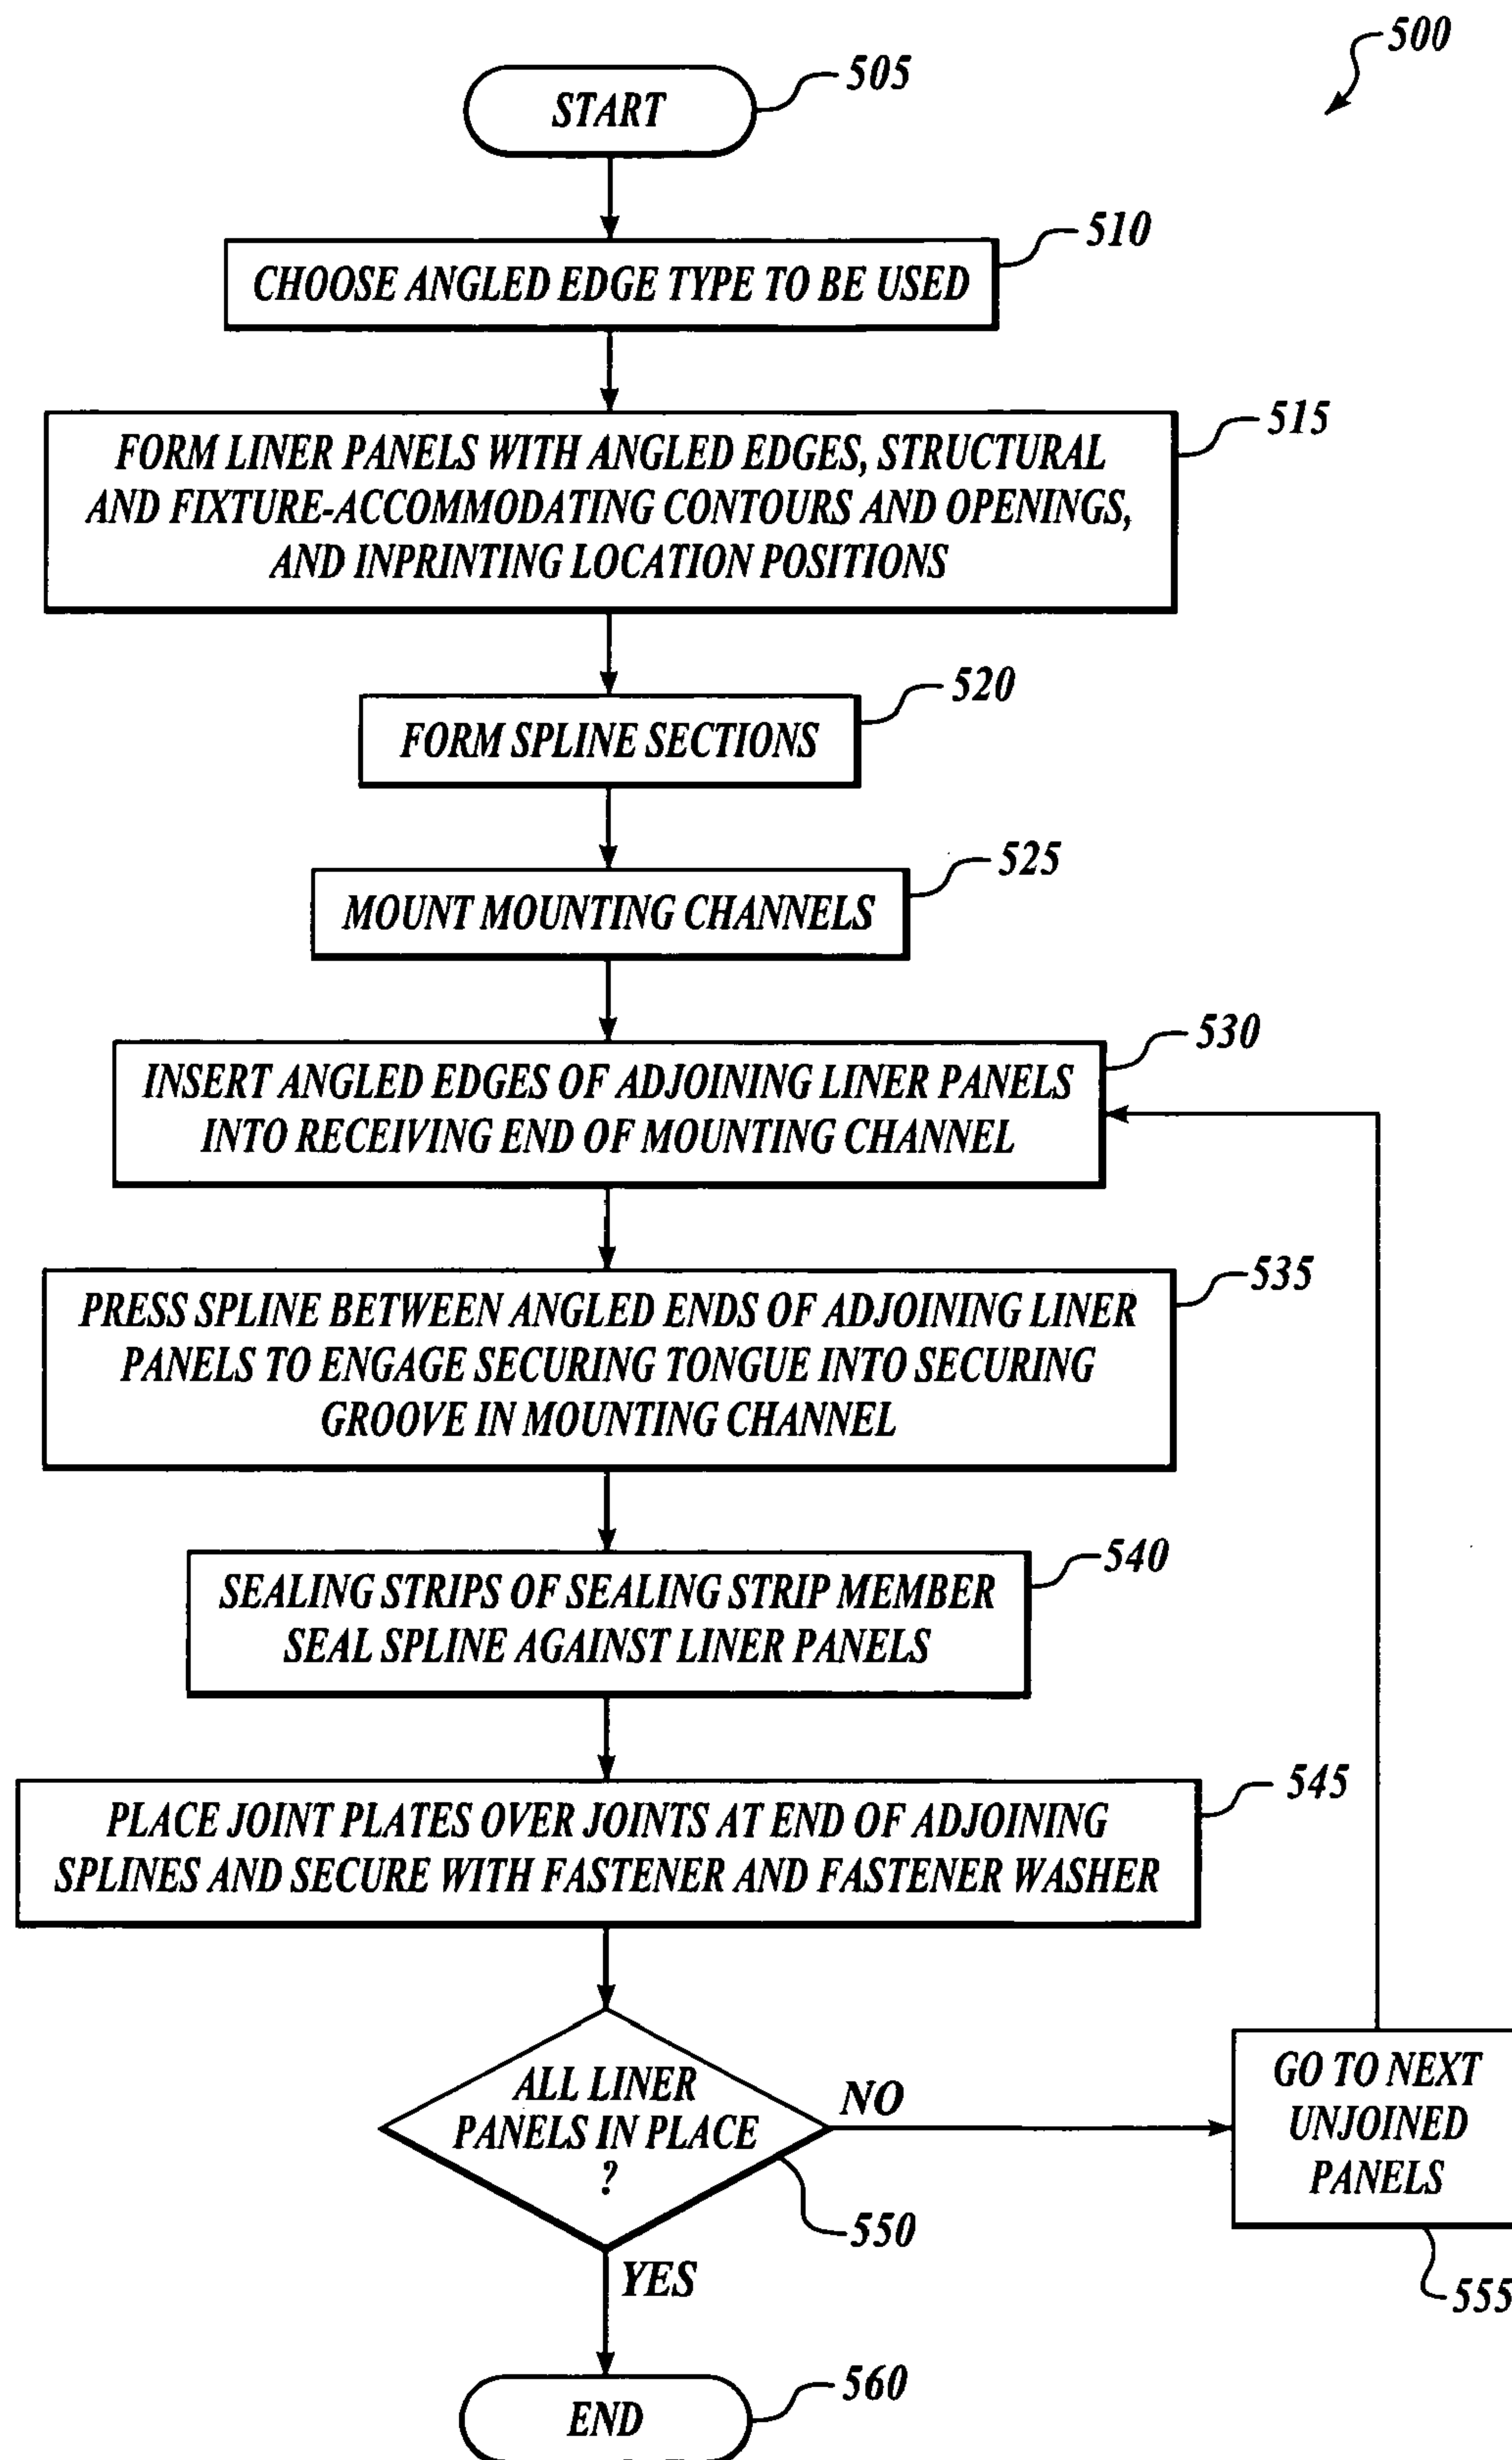 500
START
505
CHOOSE ANGLED EDGE TYPE TO BE USED
510
FORM LINER PANELS WITH ANGLED EDGES, STRUCTURAL
AND FIXTURE-ACCOMMODATING CONTOURS AND OPENINGS,
AND INPRINTING LOCATION POSITIONS
515
FORM SPLINE SECTIONS
520
MOUNT MOUNTING CHANNELS
525
INSERT ANGLED EDGES OF ADJOINING LINER PANELS
INTO RECEIVING END OF MOUNTING CHANNEL
530
PRESS SPLINE BETWEEN ANGLED ENDS OF ADJOINING LINER
PANELS TO ENGAGE SECURING TONGUE INTO SECURING
GROOVE IN MOUNTING CHANNEL
535
SEALING STRIPS OF SEALING STRIP MEMBER
SEAL SPLINE AGAINST LINER PANELS
540
PLACE JOINT PLATES OVER JOINTS AT END OF ADJOINING
SPLINES AND SECURE WITH FASTENER AND FASTENER WASHER
545
ALL LINER
PANELS IN PLACE
?
550
NO
GO TO NEXT
UNJOINED
PANELS
555
YES
END
560